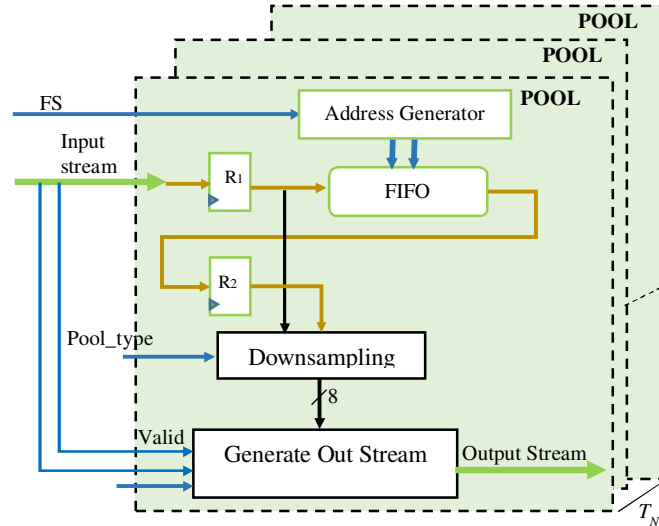 POOL
POOL
POOL
FS
Address Generator
Input
stream
R1
FIFO
R2
Pool_type
Downsampling
8
Valid
Generate Out Stream
Output Stream
T_N